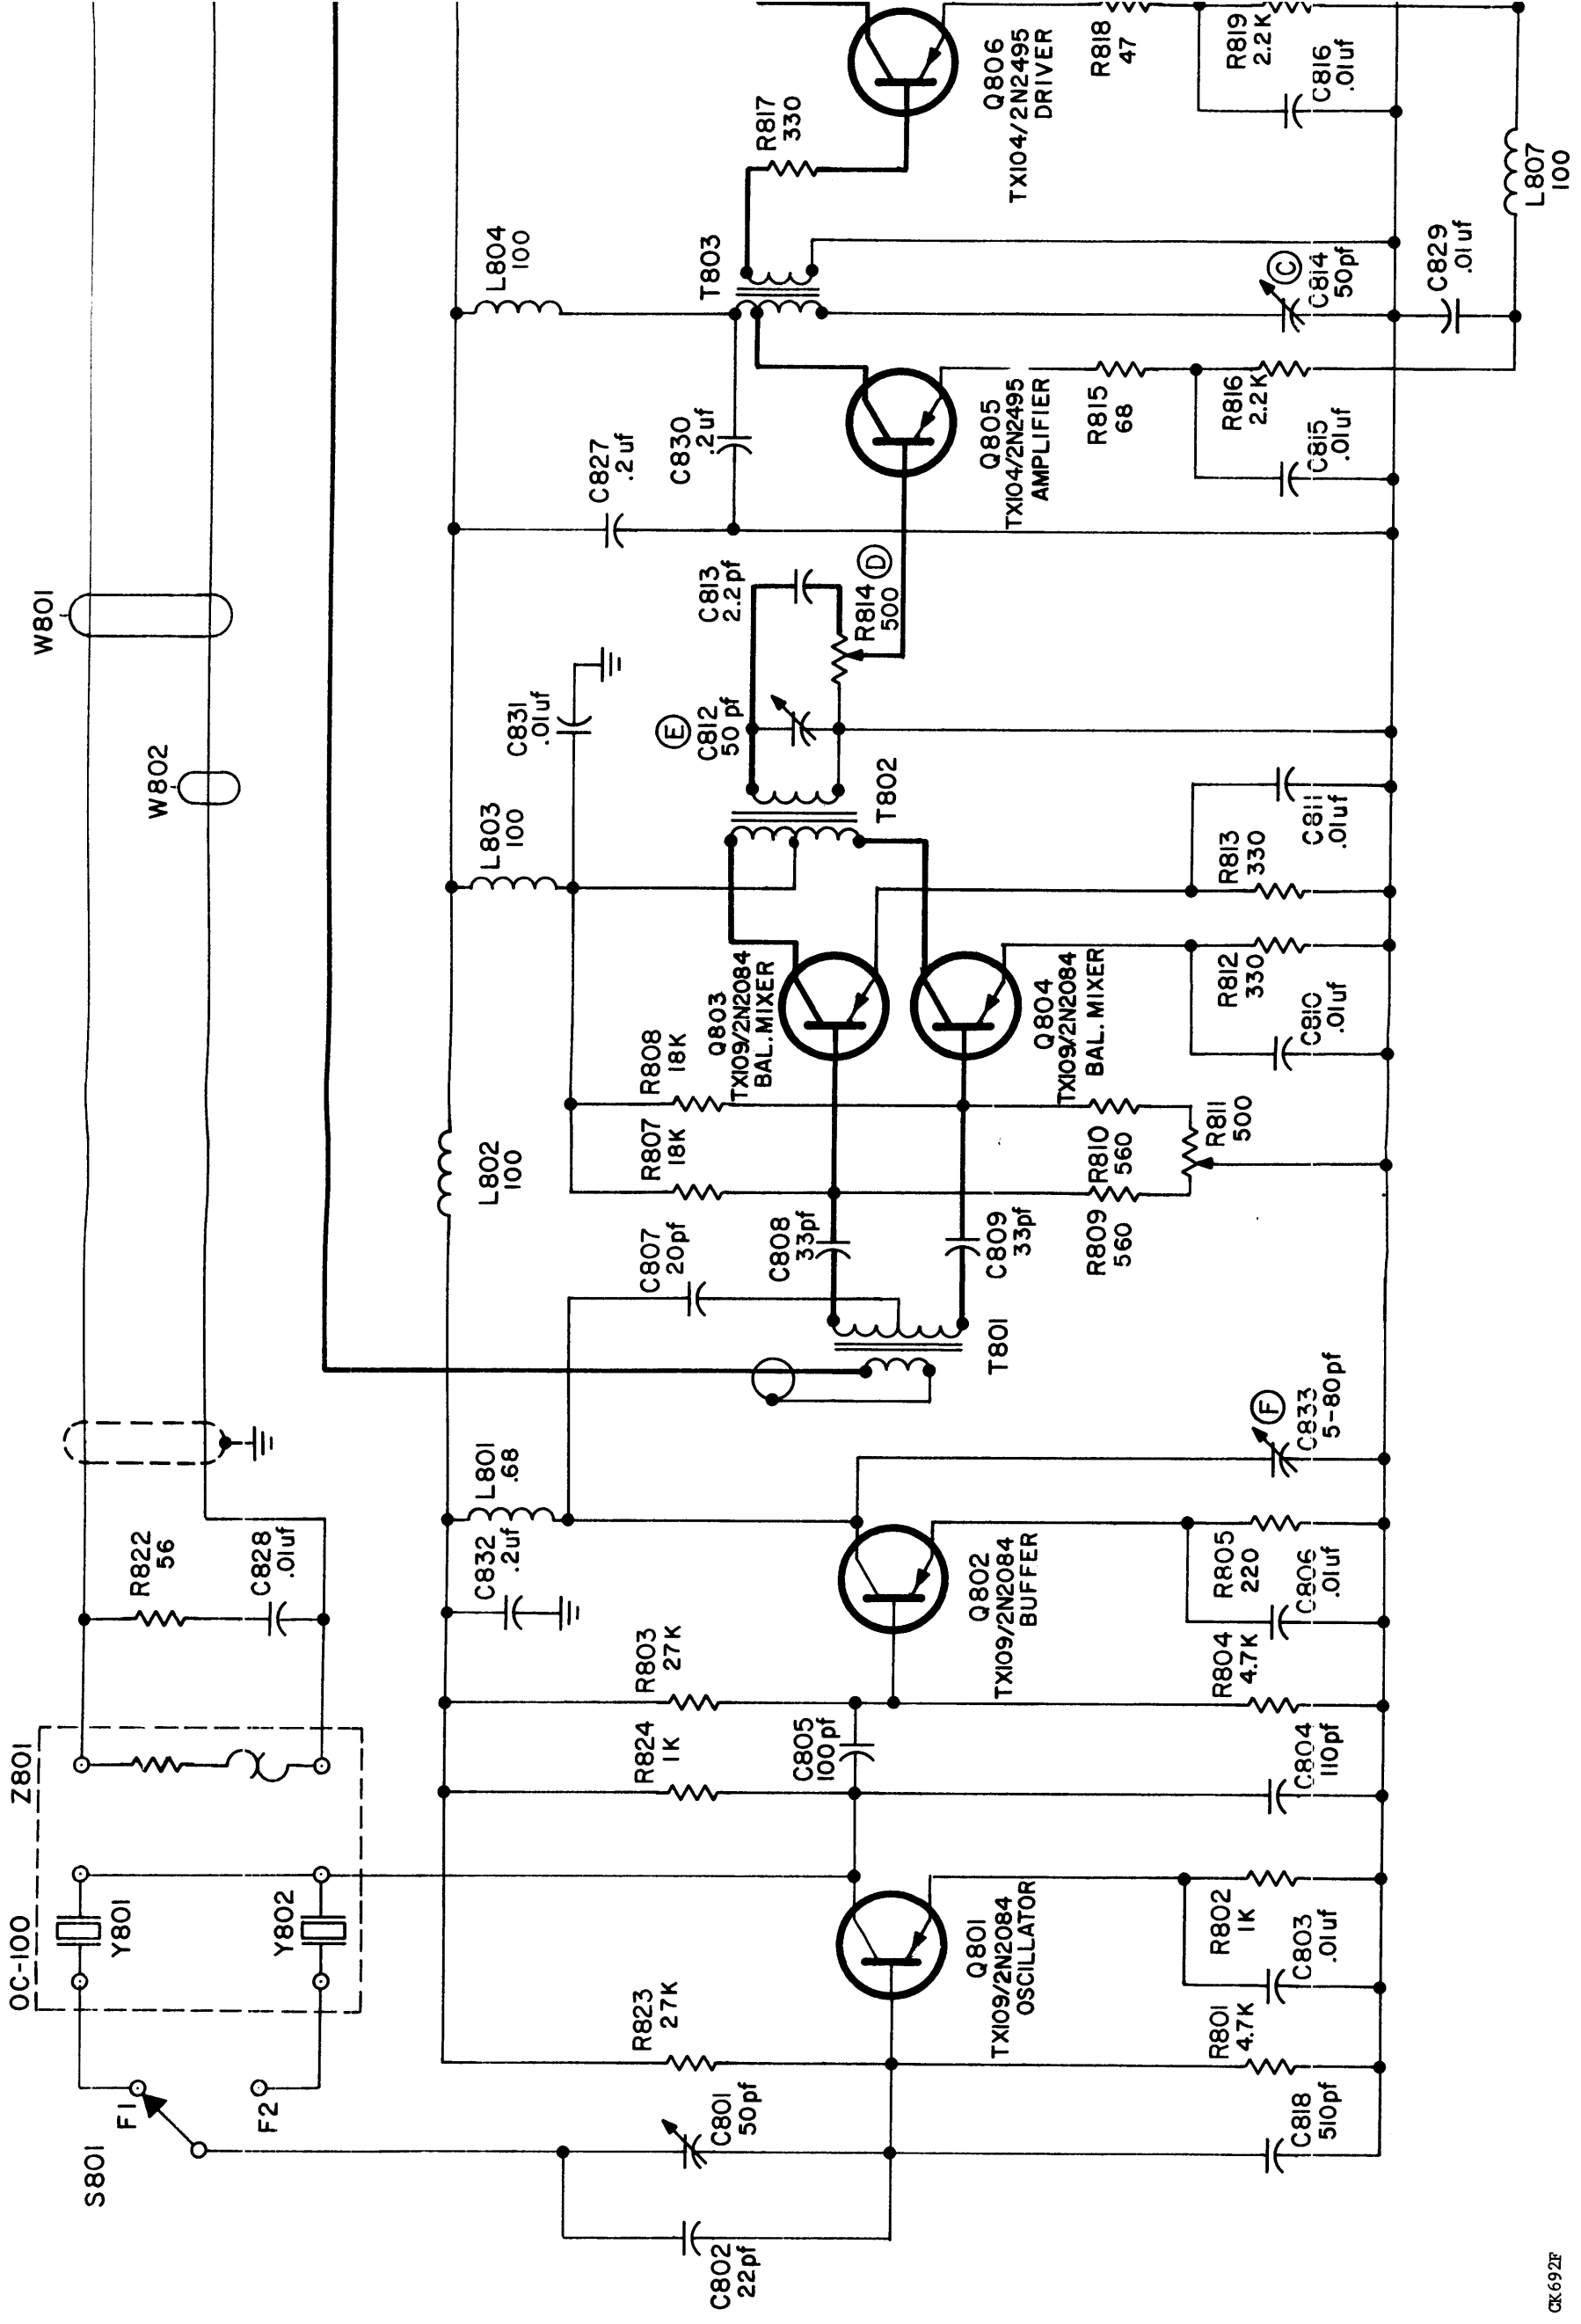 S801
F1
F2
OC-100
Z801
Y801
Y802
R822
56
C828
.01uf
W802
W801
C802
22pf
C801
50pf
R823
27K
R824
1K
R803
27K
C832
.2uf
L801
.68
L802
100
L803
100
C831
.01uf
L804
100
C827
.2uf
C830
.2uf
C805
100pf
C807
20pf
R807
18K
R808
18K
C808
33pf
C809
33pf
T801
Q803
TX109/2N2084
BAL.MIXER
Q804
TX109/2N2084
BAL.MIXER
T802
E
C812
50pf
C813
2.2pf
R814
500
D
T803
R817
330
Q801
TX109/2N2084
OSCILLATOR
Q802
TX109/2N2084
BUFFER
Q805
TX104/2N2495
AMPLIFIER
Q806
TX104/2N2495
DRIVER
C818
510pf
R801
4.7K
C803
.01uf
R802
1K
C804
110pf
R804
4.7K
C806
.01uf
R805
220
F
C833
5-80pf
R809
560
R810
560
R811
500
C810
.01uf
R812
330
R813
330
C811
.01uf
R815
68
C815
.01uf
R816
2.2K
C
C814
50pf
C829
.01uf
L807
100
R818
47
C816
.01uf
R819
2.2K
CK692F